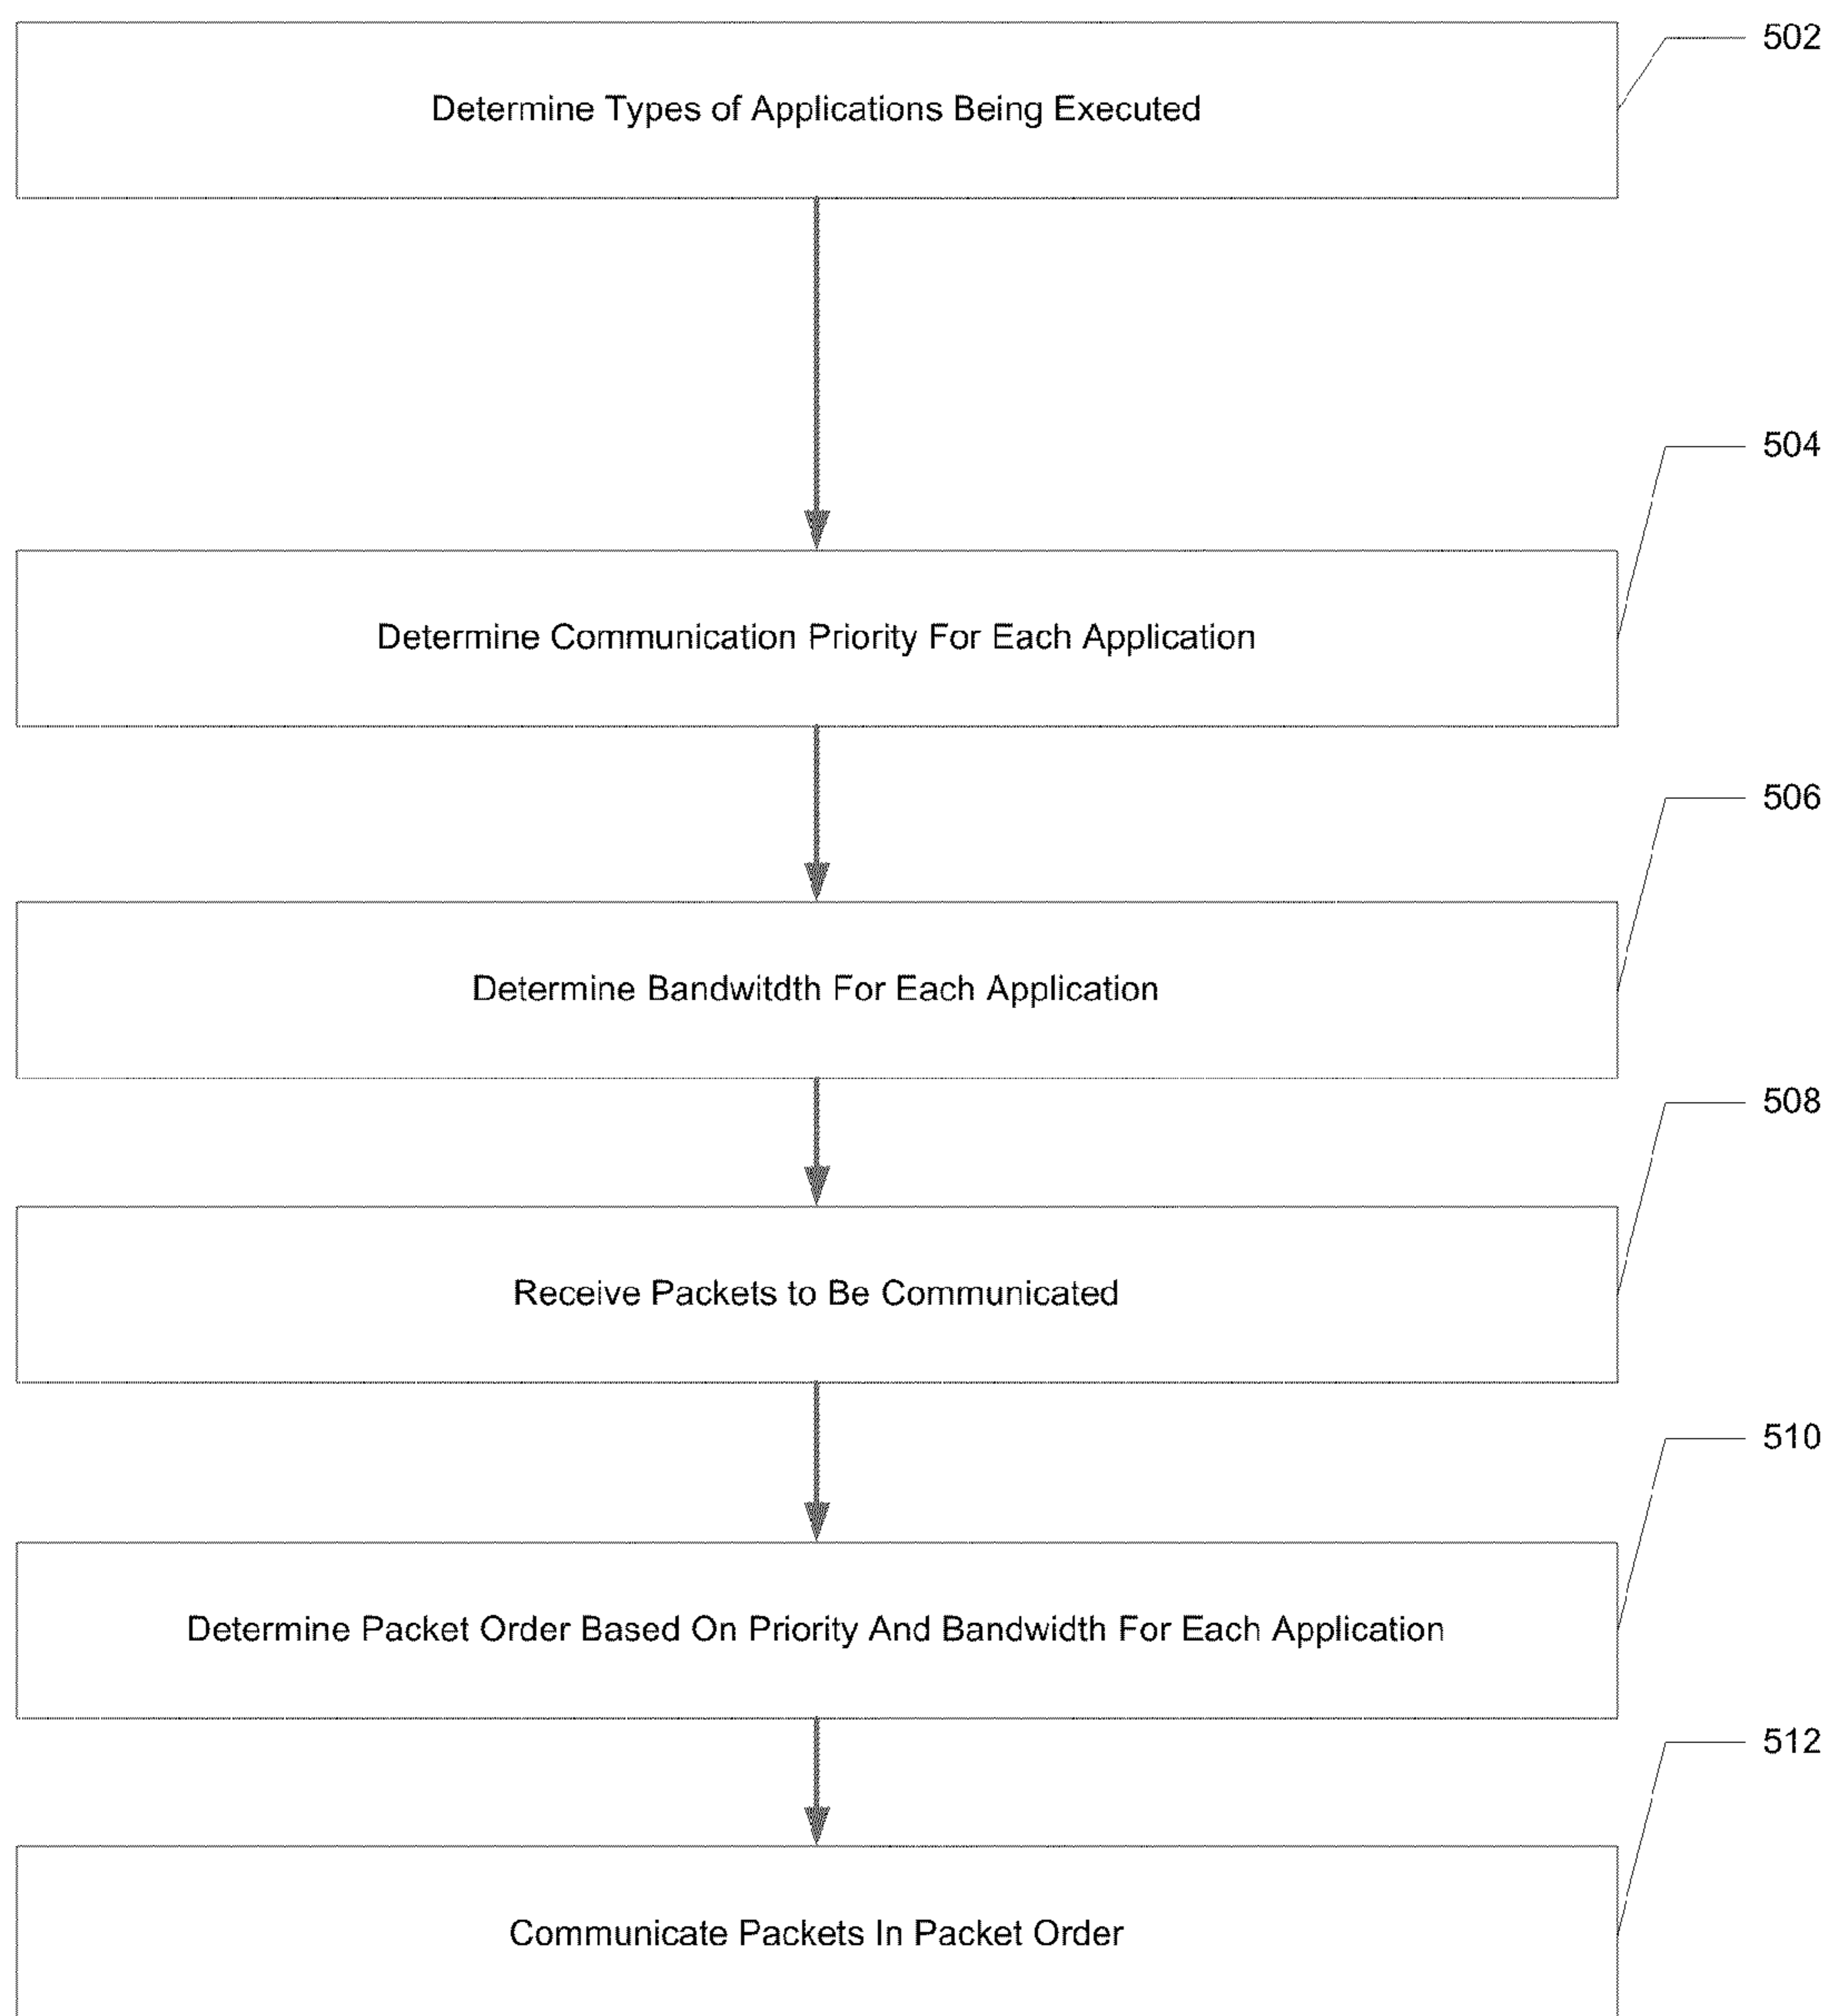 502
Determine Types of Applications Being Executed
504
Determine Communication Priority For Each Application
506
Determine Bandwitdth For Each Application
508
Receive Packets to Be Communicated
510
Determine Packet Order Based On Priority And Bandwidth For Each Application
512
Communicate Packets In Packet Order